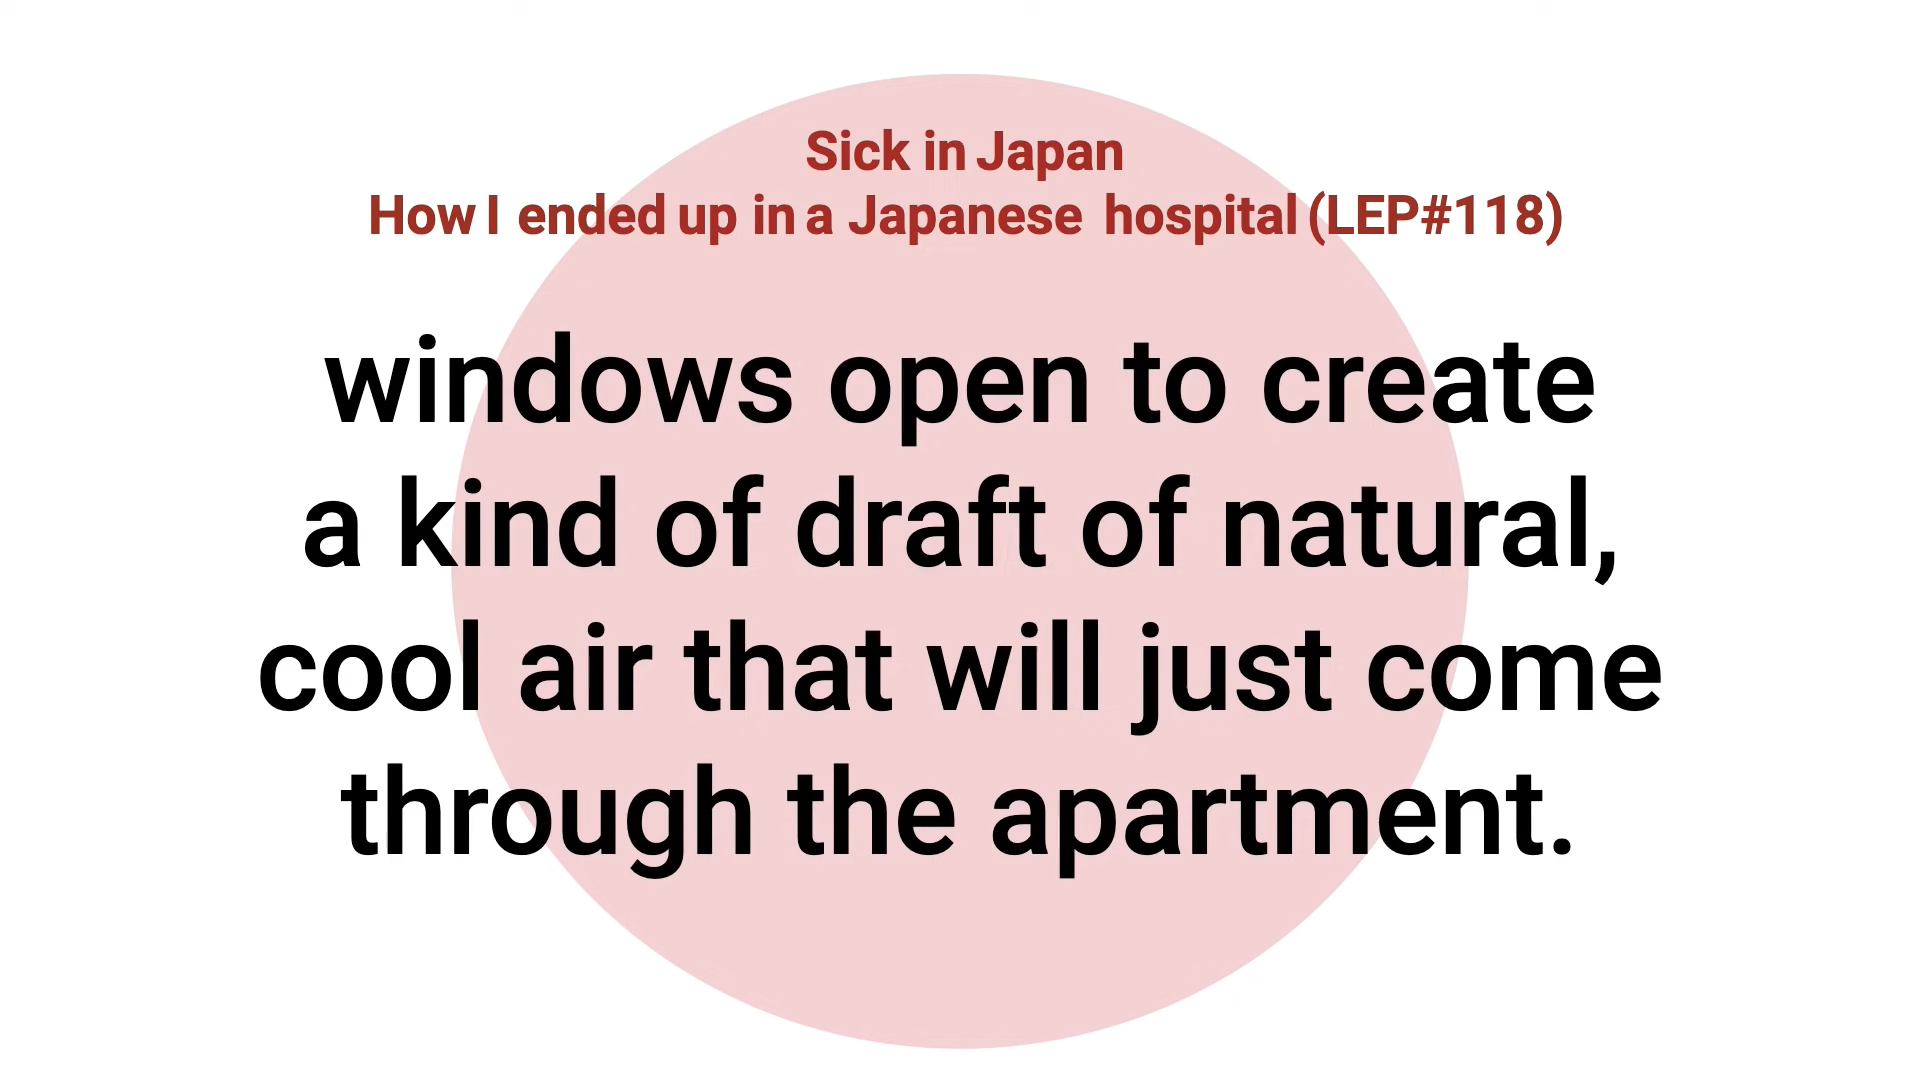 Sick in Japan
How I ended up in a Japanese hospital (LEP#118)
windows open to create
a kind of draft of natural,
cool air that will just come
through the apartment.